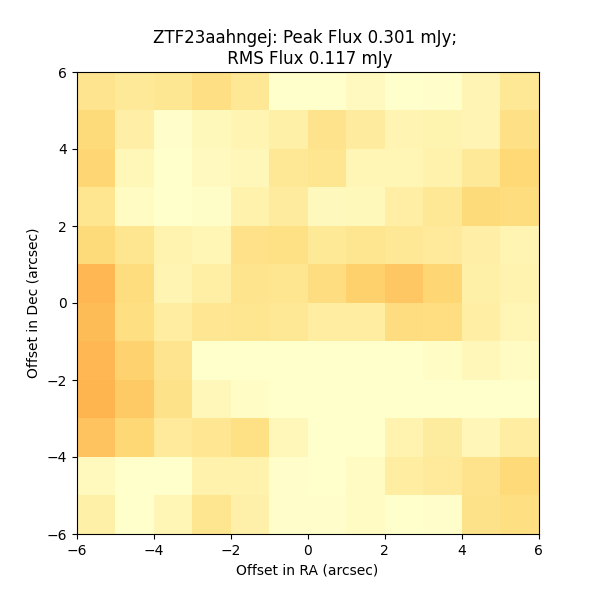 ZTF23aahngej: Peak Flux 0.301 mJy;
RMS Flux 0.117 mJy
6
4
2
0
−2
−4
−6
Offset in Dec (arcsec)
−6 −4 −2 0 2 4 6
Offset in RA (arcsec)